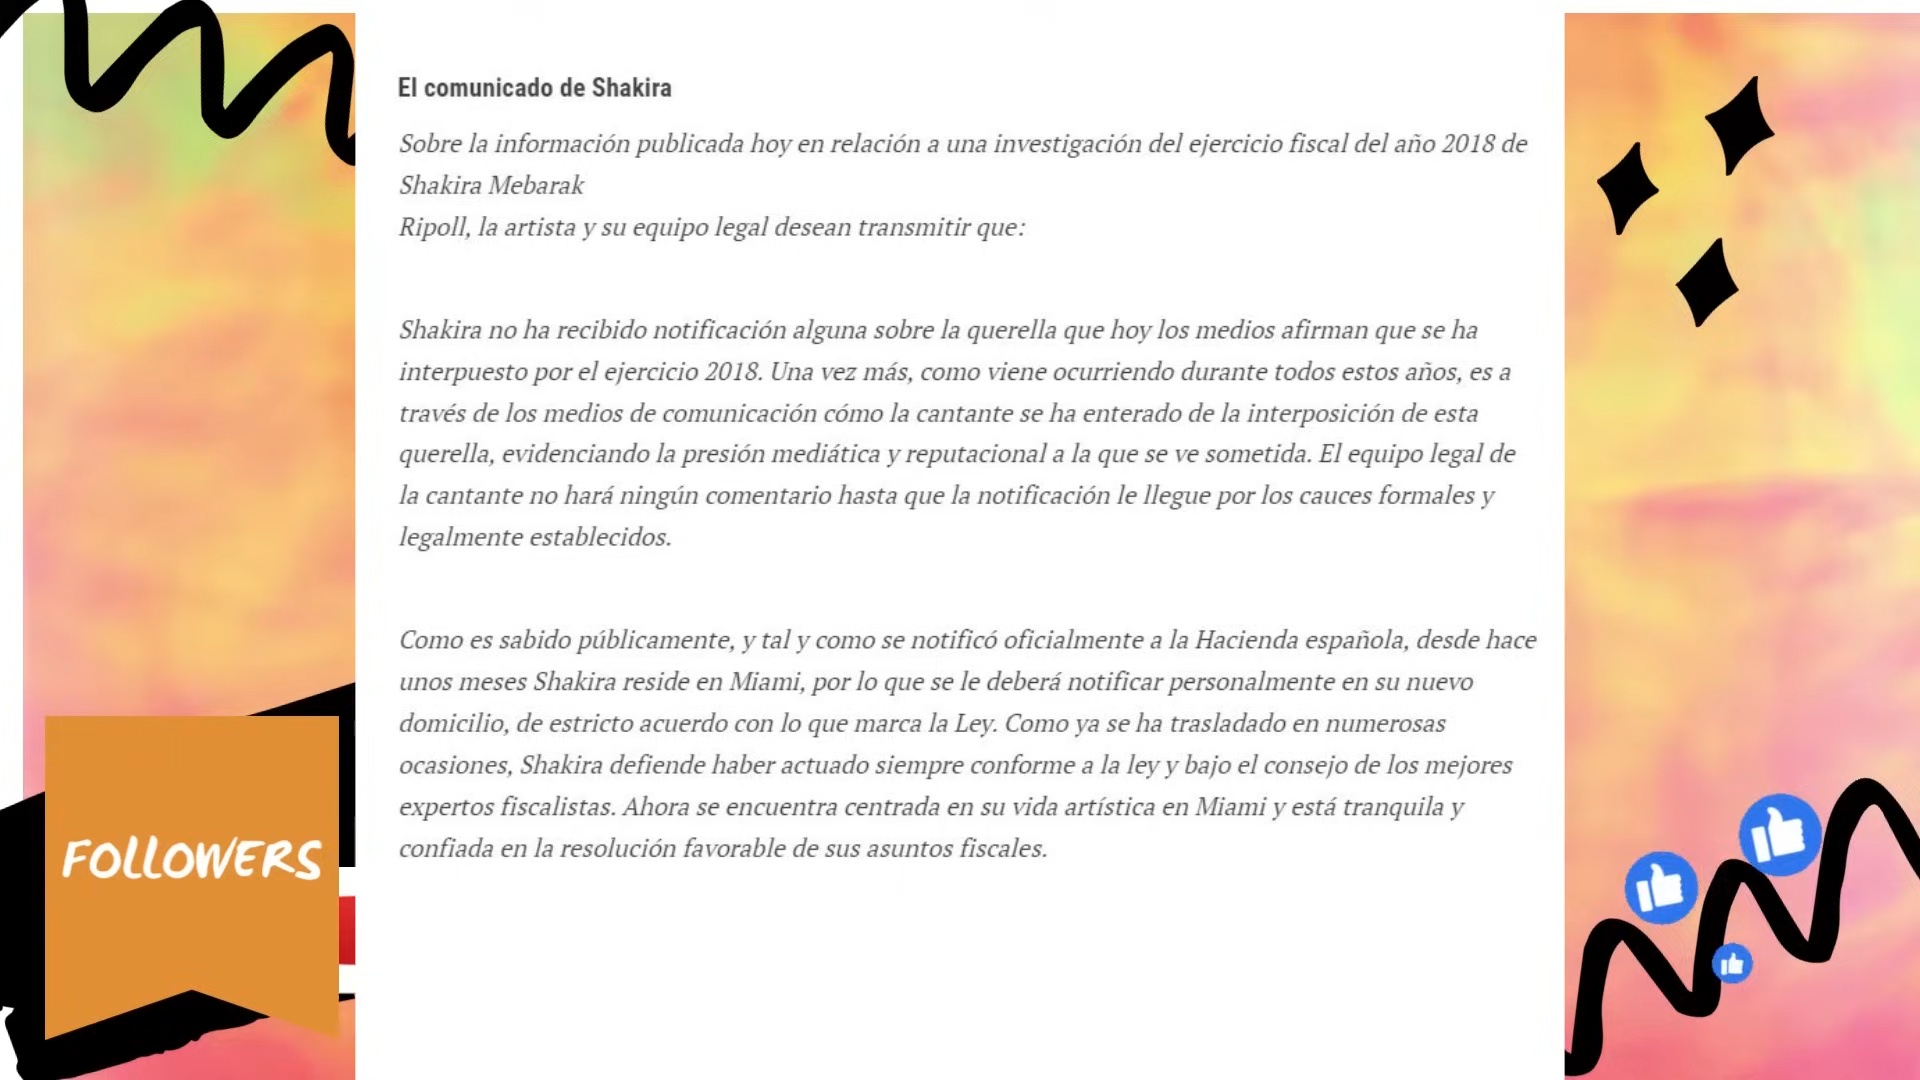 El comunicado de Shakira
Sobre la información publicada hoy en relación a una investigación del ejercicio fiscal del año 2018 de
Shakira Mebarak
Ripoll, la artista y su equipo legal desean transmitir que:
Shakira no ha recibido notificación alguna sobre la querella que hoy los medios afirman que se ha
interpuesto por el ejercicio 2018. Una vez más, como viene ocurriendo durante todos estos años, es a
través de los medios de comunicación cómo la cantante se ha enterado de la interposición de esta
querella, evidenciando la presión mediática y reputacional a la que se ve sometida. El equipo legal de
la cantante no hará ningún comentario hasta que la notificación le llegue por los cauces formales y
legalmente establecidos.
Como es sabido públicamente, y tal y como se notificó oficialmente a la Hacienda española, desde hace
unos meses Shakira reside en Miami, por lo que se le deberá notificar personalmente en su nuevo
domicilio, de estricto acuerdo con lo que marca la Ley. Como ya se ha trasladado en numerosas
ocasiones, Shakira defiende haber actuado siempre conforme a la ley y bajo el consejo de los mejores
expertos fiscalistas. Ahora se encuentra centrada en su vida artística en Miami y está tranquila y
confiada en la resolución favorable de sus asuntos fiscales.
FOLLOWERS